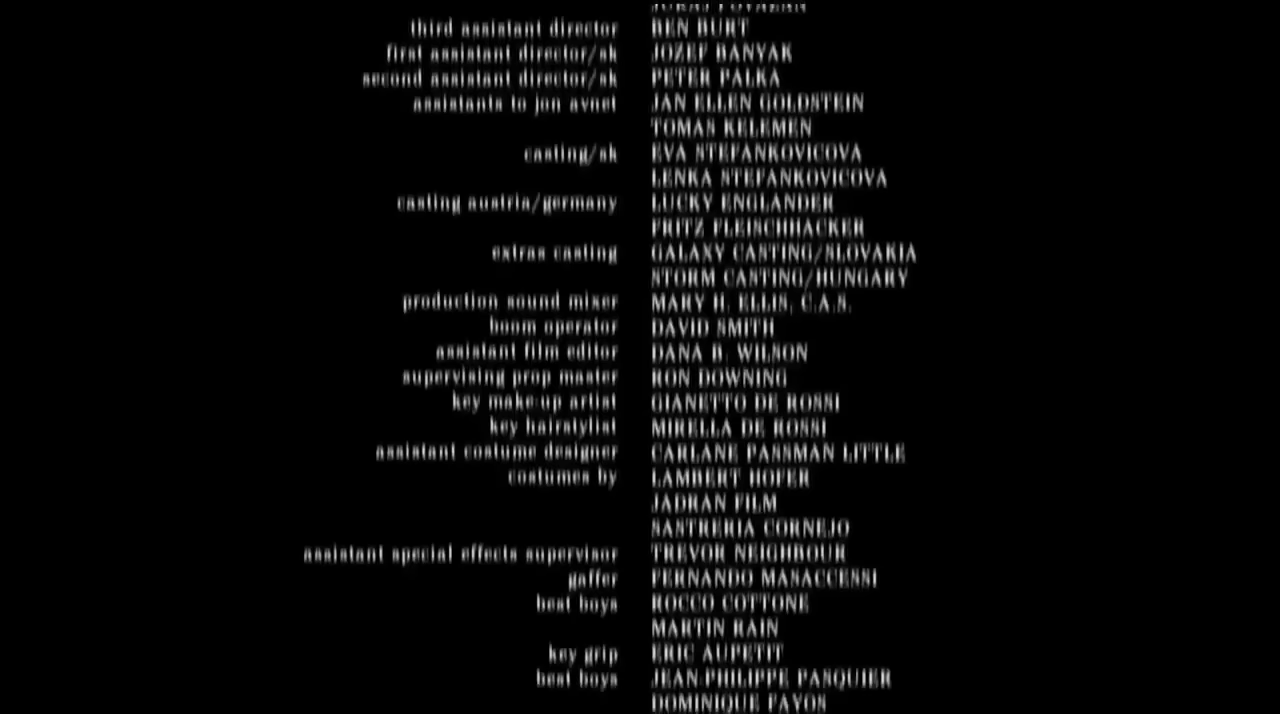 third assistant director BEN BURT
first assistant director/sk JOZEF BANYAK
second assistant director/sk PETER PALKA
assistants to jon avnet JAN ELLEN GOLDSTEIN
TOMAS KELEMEN
casting/sk EVA STEFANKOVICOVA
LENKA STEFANKOVICOVA
casting austria/germany LUCKY ENGLANDER
FRITZ FLEISCHHACKER
extras casting GALAXY CASTING/SLOVAKIA
STORM CASTING/HUNGARY
production sound mixer MARY H. ELLIS, C.A.S.
boom operator DAVID SMITH
assistant film editor DANA B. WILSON
supervising prop master RON DOWNING
key make-up artist GIANETTO DE ROSSI
key hairstylist MIRELLA DE ROSSI
assistant costume designer CARLANE PASSMAN LITTLE
costumes by LAMBERT HOFER
JADRAN FILM
SASTRERIA CORNEJO
assistant special effects supervisor TREVOR NEIGHBOUR
gaffer FERNANDO MASACCESSI
best boys ROCCO COTTONE
MARTIN RAIN
key grip ERIC AUPETIT
best boys JEAN-PHILIPPE PASQUIER
DOMINIQUE FAYOS